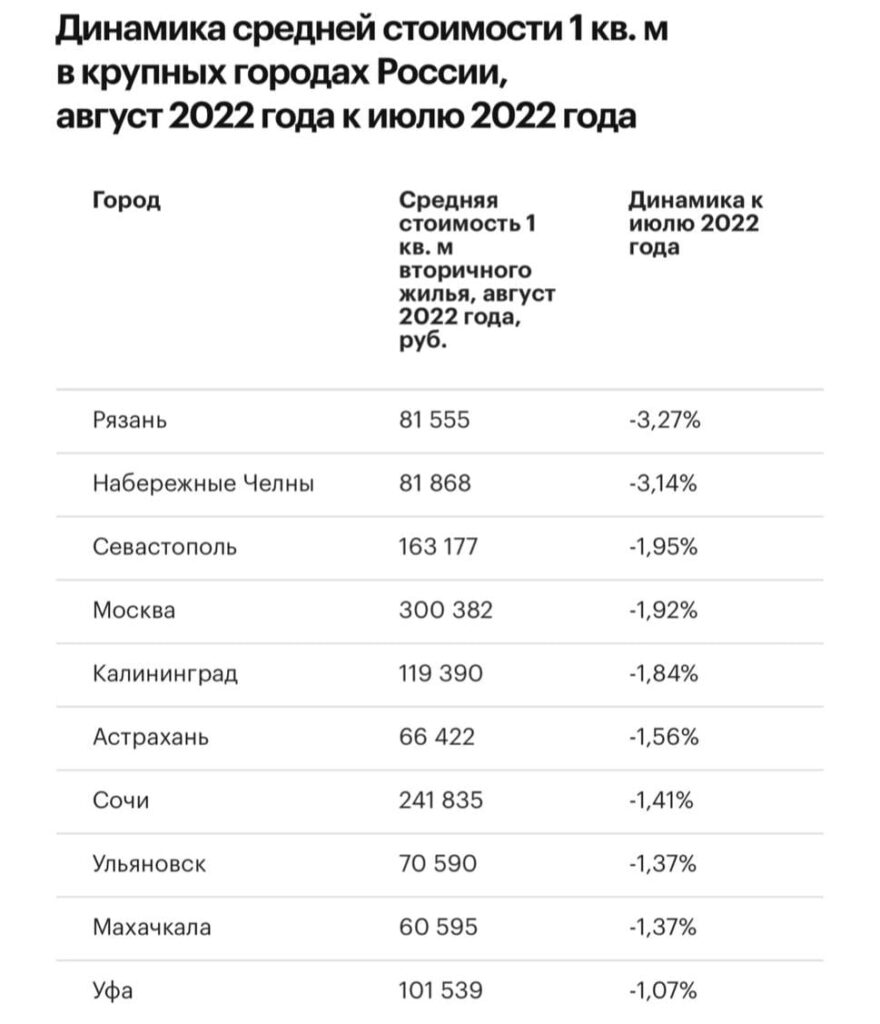 Динамика средней стоимости 1 кв. м
в крупных городах России,
август 2022 года к июлю 2022 года
Город
Средняя
стоимость 1
кв. м
вторичного
жилья, август
2022 года,
руб.
Динамика к
июлю 2022
года
Рязань 81 555 -3,27%
Набережные Челны 81 868 -3,14%
Севастополь 163 177 -1,95%
Москва 300 382 -1,92%
Калининград 119 390 -1,84%
Астрахань 66 422 -1,56%
Сочи 241 835 -1,41%
Ульяновск 70 590 -1,37%
Махачкала 60 595 -1,37%
Уфа 101 539 -1,07%